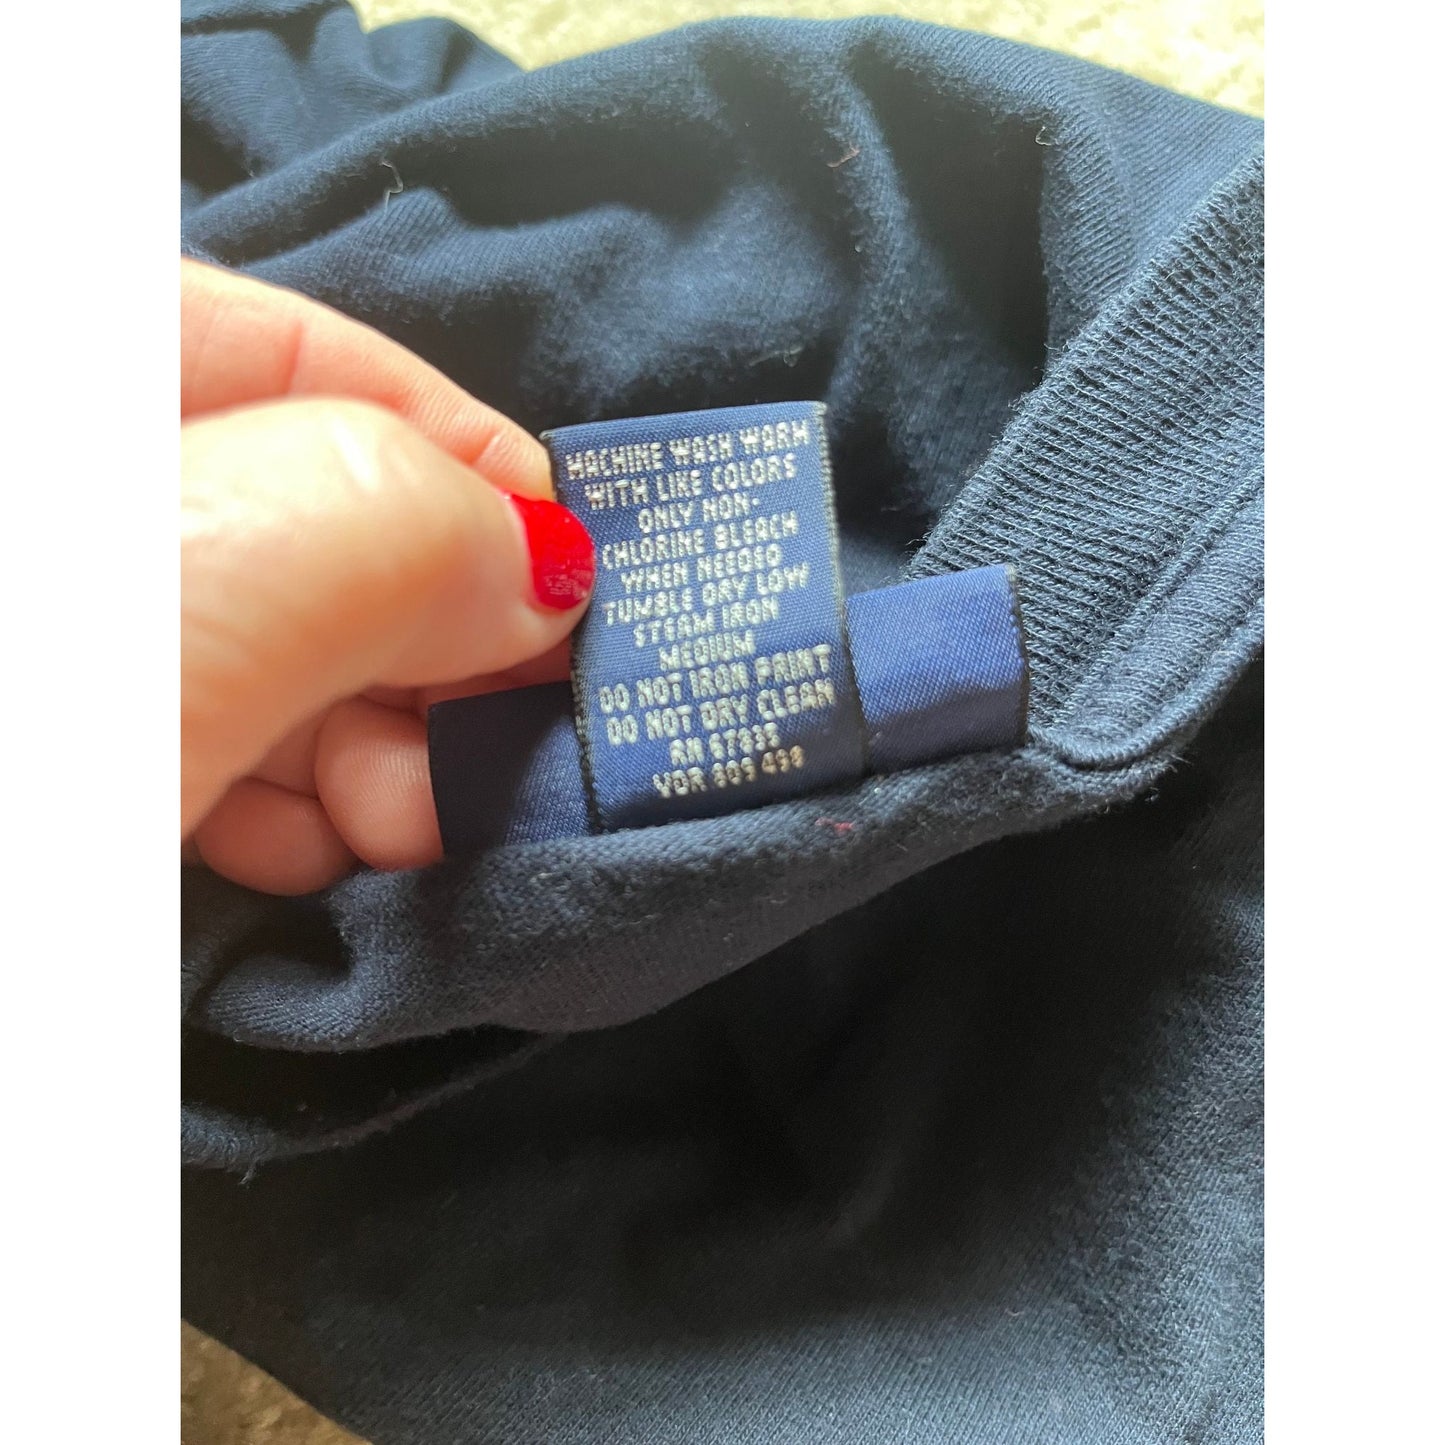 MACHINE WASH WARM
WITH LIKE COLORS
ONLY NON-
CHLORINE BLEACH
WHEN NEEDED
TUMBLE DRY LOW
STEAM IRON
MEDIUM
DO NOT IRON PRINT
DO NOT DRY CLEAN
RN
VDR